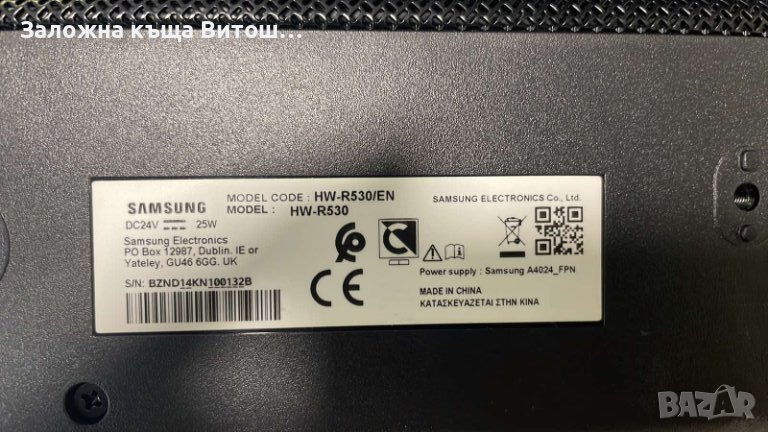 Заложна къща Витош...
SAMSUNG
DC24V 25W
MODEL CODE : HW-R530/EN
MODEL : HW-R530
Samsung Electronics
PO Box 12987, Dublin. IE or
Yateley, GU46 6GG. UK
S/N: BZND14KN100132B
CE
SAMSUNG ELECTRONICS Co., Ltd.
Power supply : Samsung A4024_FPN
MADE IN CHINA
ΚΑΤΑΣΚΕΥΑΖΕΤΑΙ ΣΤΗΝ ΚΙΝΑ
BAZAR